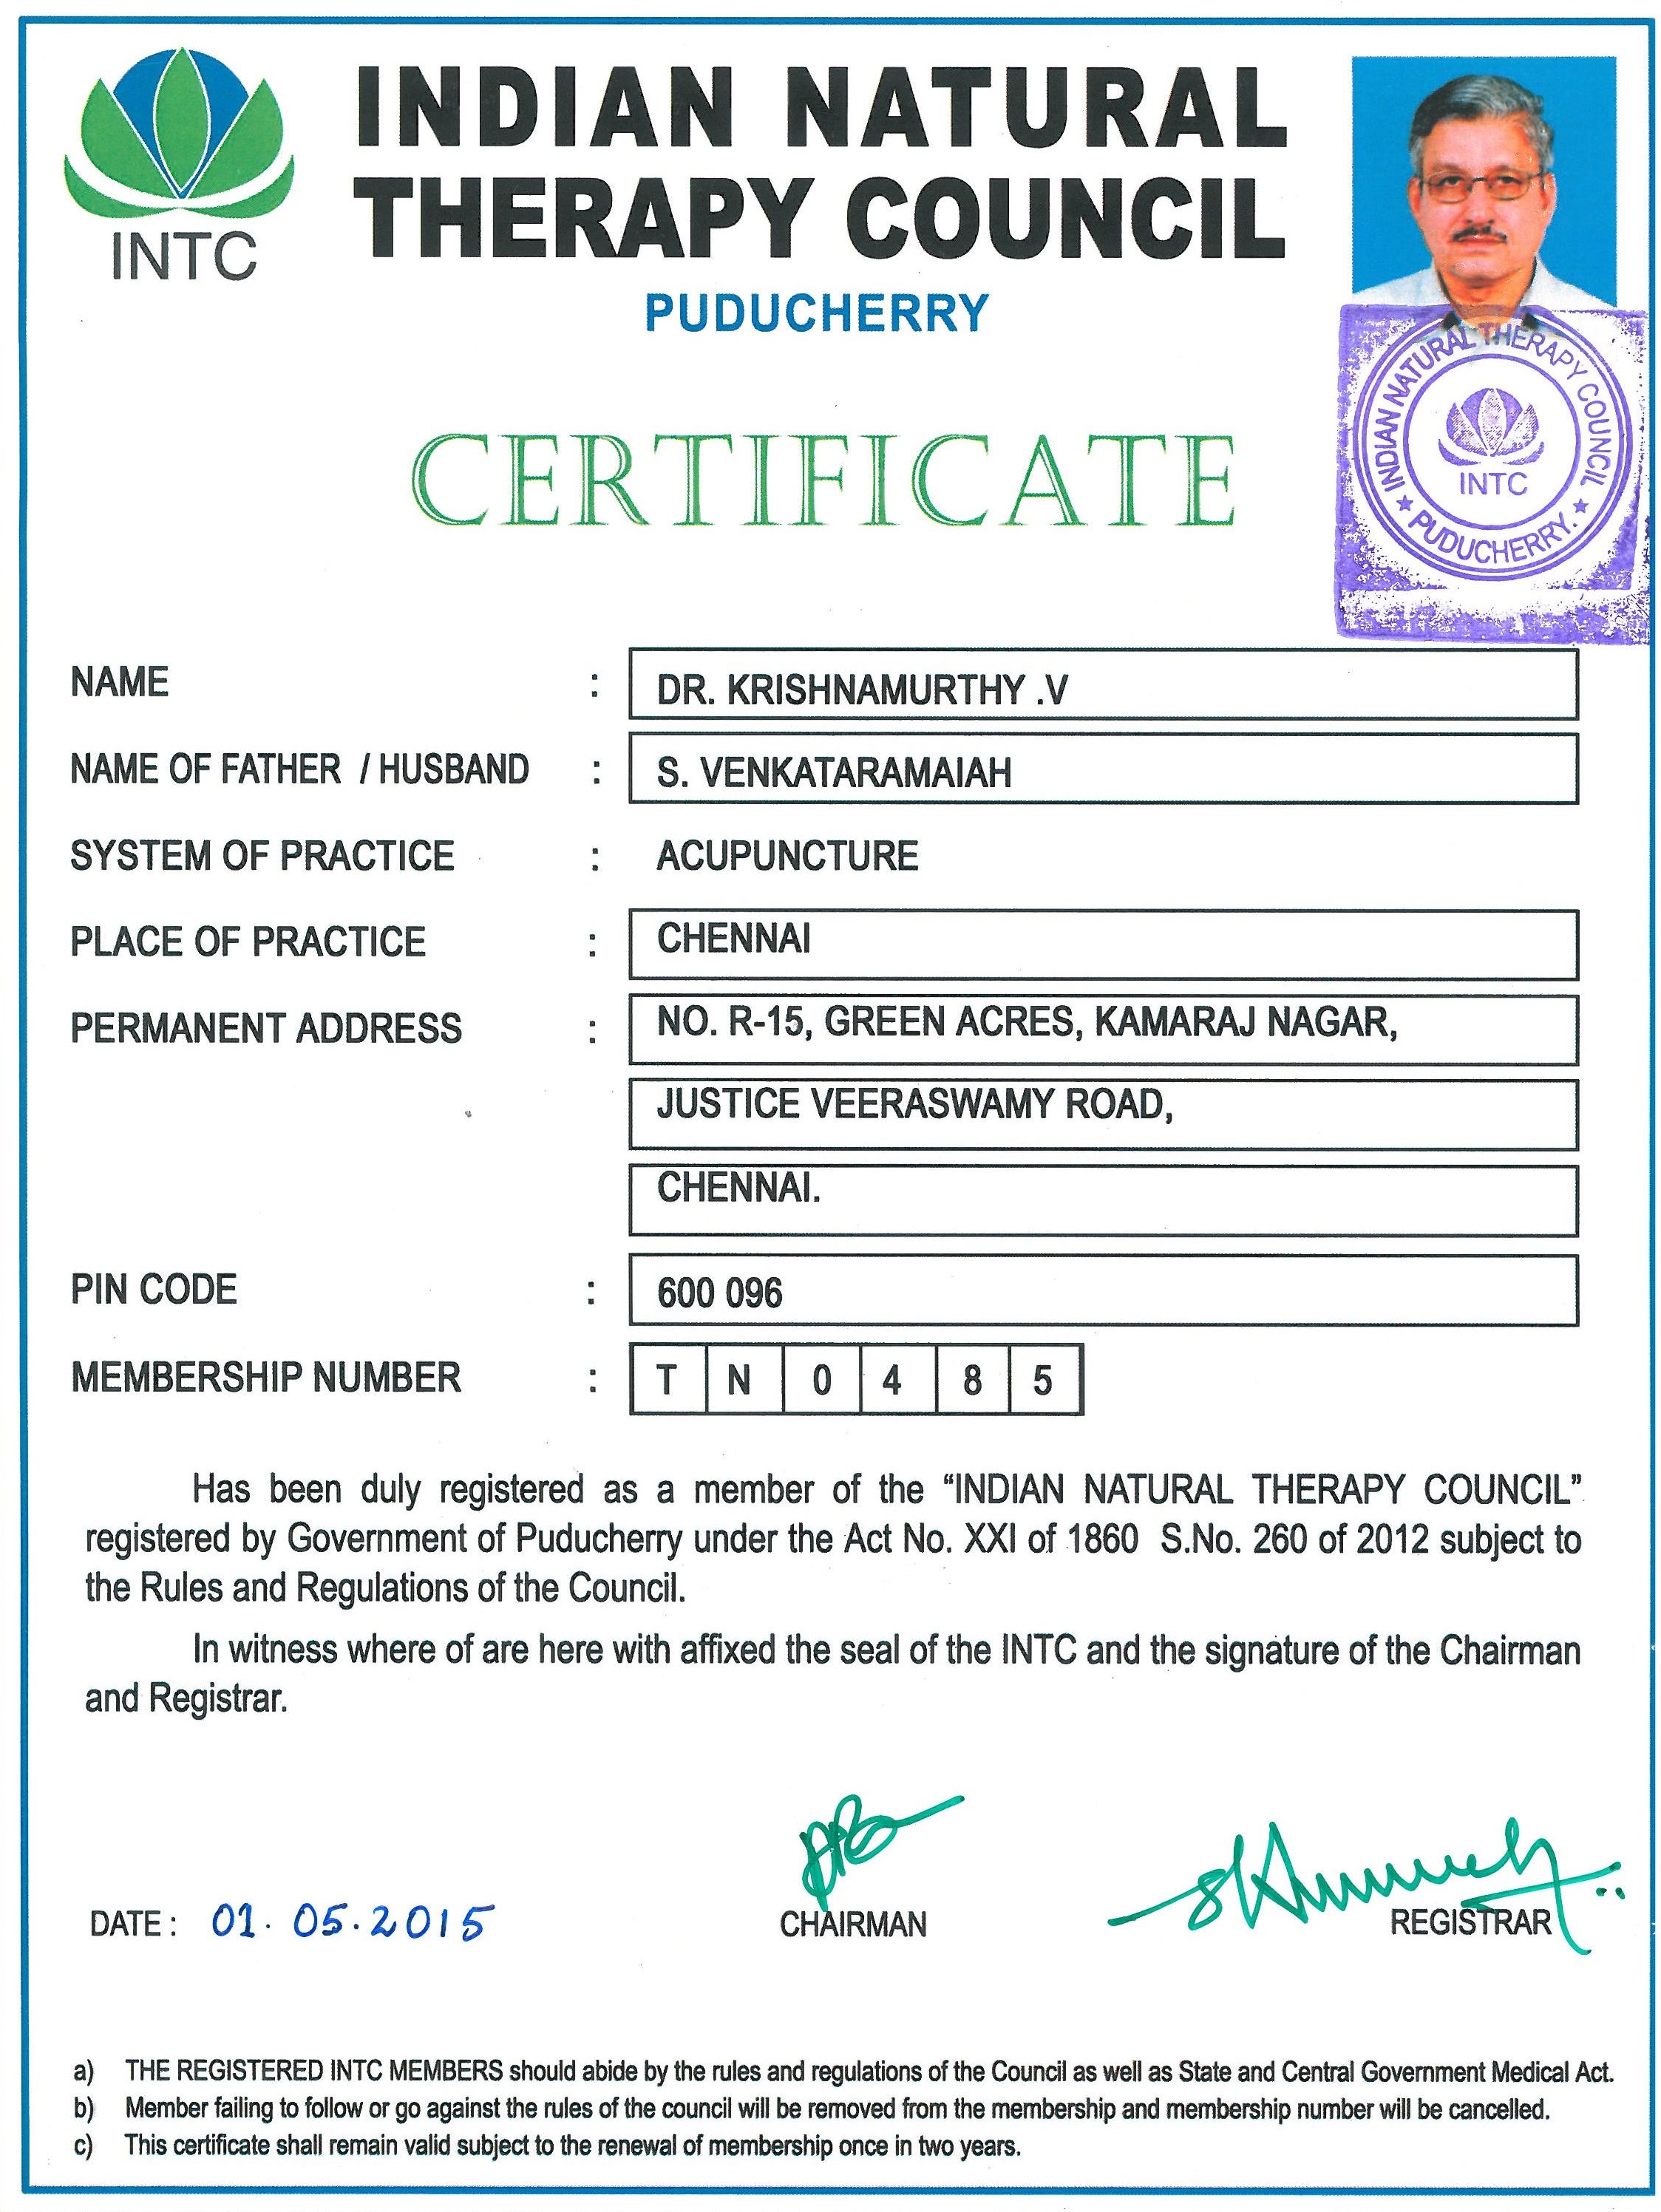 INTC
INDIAN NATURAL
THERAPY COUNCIL
PUDUCHERRY
INDIAN NATURAL THERAPY COUNCIL
INTC
★ PUDUCHERRY. ★
CERTIFICATE
NAME : DR. KRISHNAMURTHY .V
NAME OF FATHER / HUSBAND : S. VENKATARAMAIAH
SYSTEM OF PRACTICE : ACUPUNCTURE
PLACE OF PRACTICE : CHENNAI
PERMANENT ADDRESS : NO. R-15, GREEN ACRES, KAMARAJ NAGAR,
JUSTICE VEERASWAMY ROAD,
CHENNAI.
PIN CODE : 600 096
MEMBERSHIP NUMBER : T N 0 4 8 5
Has been duly registered as a member of the “INDIAN NATURAL THERAPY COUNCIL”
registered by Government of Puducherry under the Act No. XXI of 1860 S.No. 260 of 2012 subject to
the Rules and Regulations of the Council.
In witness where of are here with affixed the seal of the INTC and the signature of the Chairman
and Registrar.
DATE : 01.05.2015
CHAIRMAN
REGISTRAR
a) THE REGISTERED INTC MEMBERS should abide by the rules and regulations of the Council as well as State and Central Government Medical Act.
b) Member failing to follow or go against the rules of the council will be removed from the membership and membership number will be cancelled.
c) This certificate shall remain valid subject to the renewal of membership once in two years.